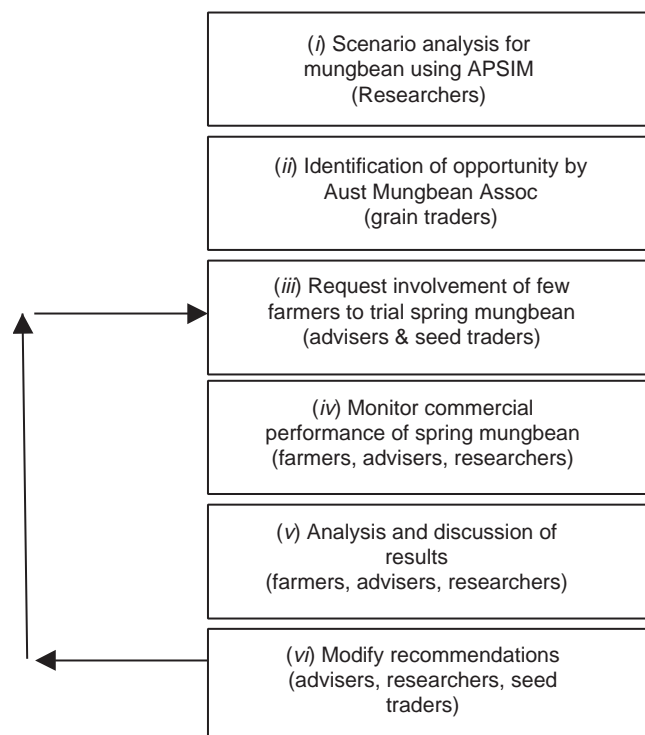 (i) Scenario analysis for
mungbean using APSIM
(Researchers)
(ii) Identification of opportunity by
Aust Mungbean Assoc
(grain traders)
(iii) Request involvement of few
farmers to trial spring mungbean
(advisers & seed traders)
(iv) Monitor commercial
performance of spring mungbean
(farmers, advisers, researchers)
(v) Analysis and discussion of
results
(farmers, advisers, researchers)
(vi) Modify recommendations
(advisers, researchers, seed
traders)